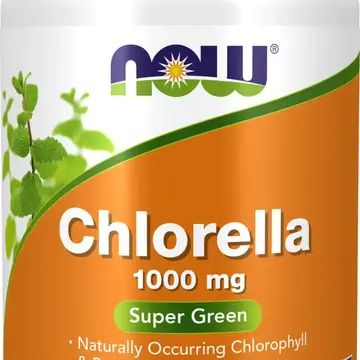 now®
Chlorella
1000 mg
Super Green
• Naturally Occurring Chlorophyll